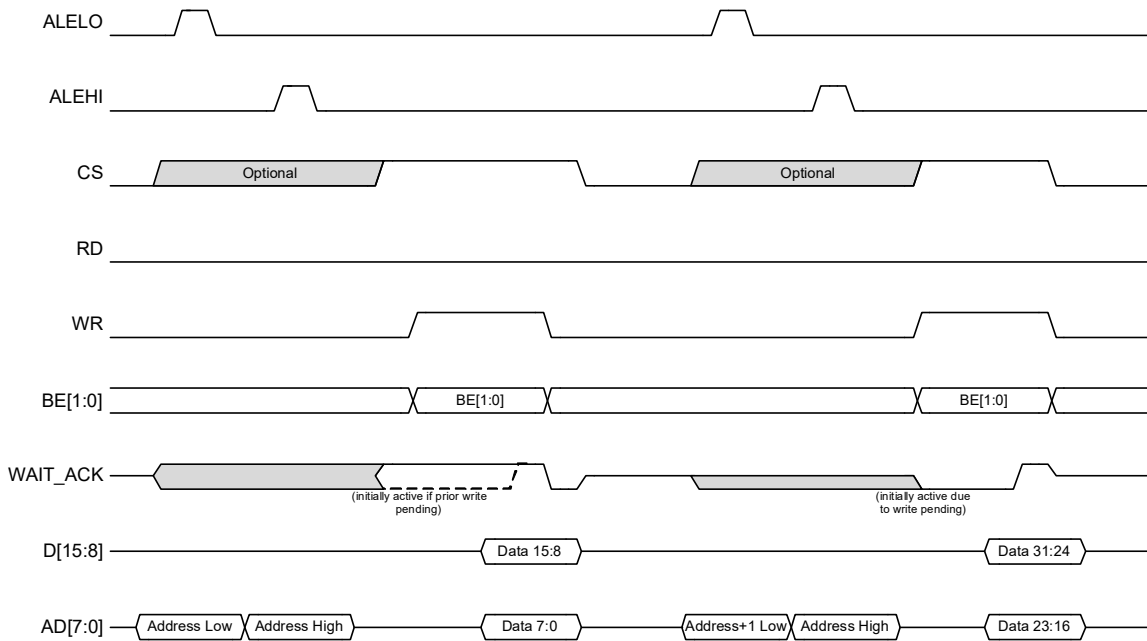 ALELO
ALEHI
CS
Optional
Optional
RD
WR
BE[1:0]
BE[1:0]
BE[1:0]
WAIT_ACK
(initially active if prior write
pending)
(initially active due
to write pending)
D[15:8]
Data 15:8
Data 31:24
AD[7:0]
Address Low
Address High
Data 7:0
Address+1 Low
Address High
Data 23:16